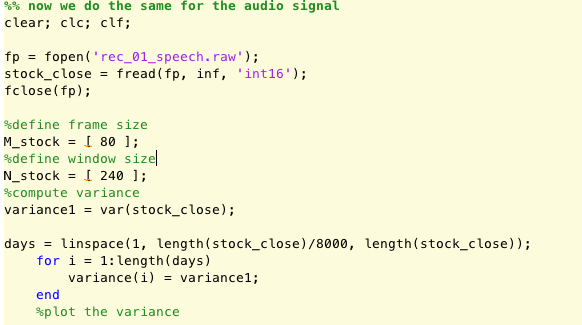 %% now we do the same for the audio signal
clear; clc; clf;
fp = fopen('rec_01_speech.raw');
stock_close = fread(fp, inf, 'int16');
fclose(fp);
%define frame size
M_stock = [ 80 ];
%define window size
N_stock = [ 240 ];
%compute variance
variance1 = var(stock_close);
days = linspace(1, length(stock_close)/8000, length(stock_close));
for i = 1:length(days)
variance(i) = variance1;
end
%plot the variance